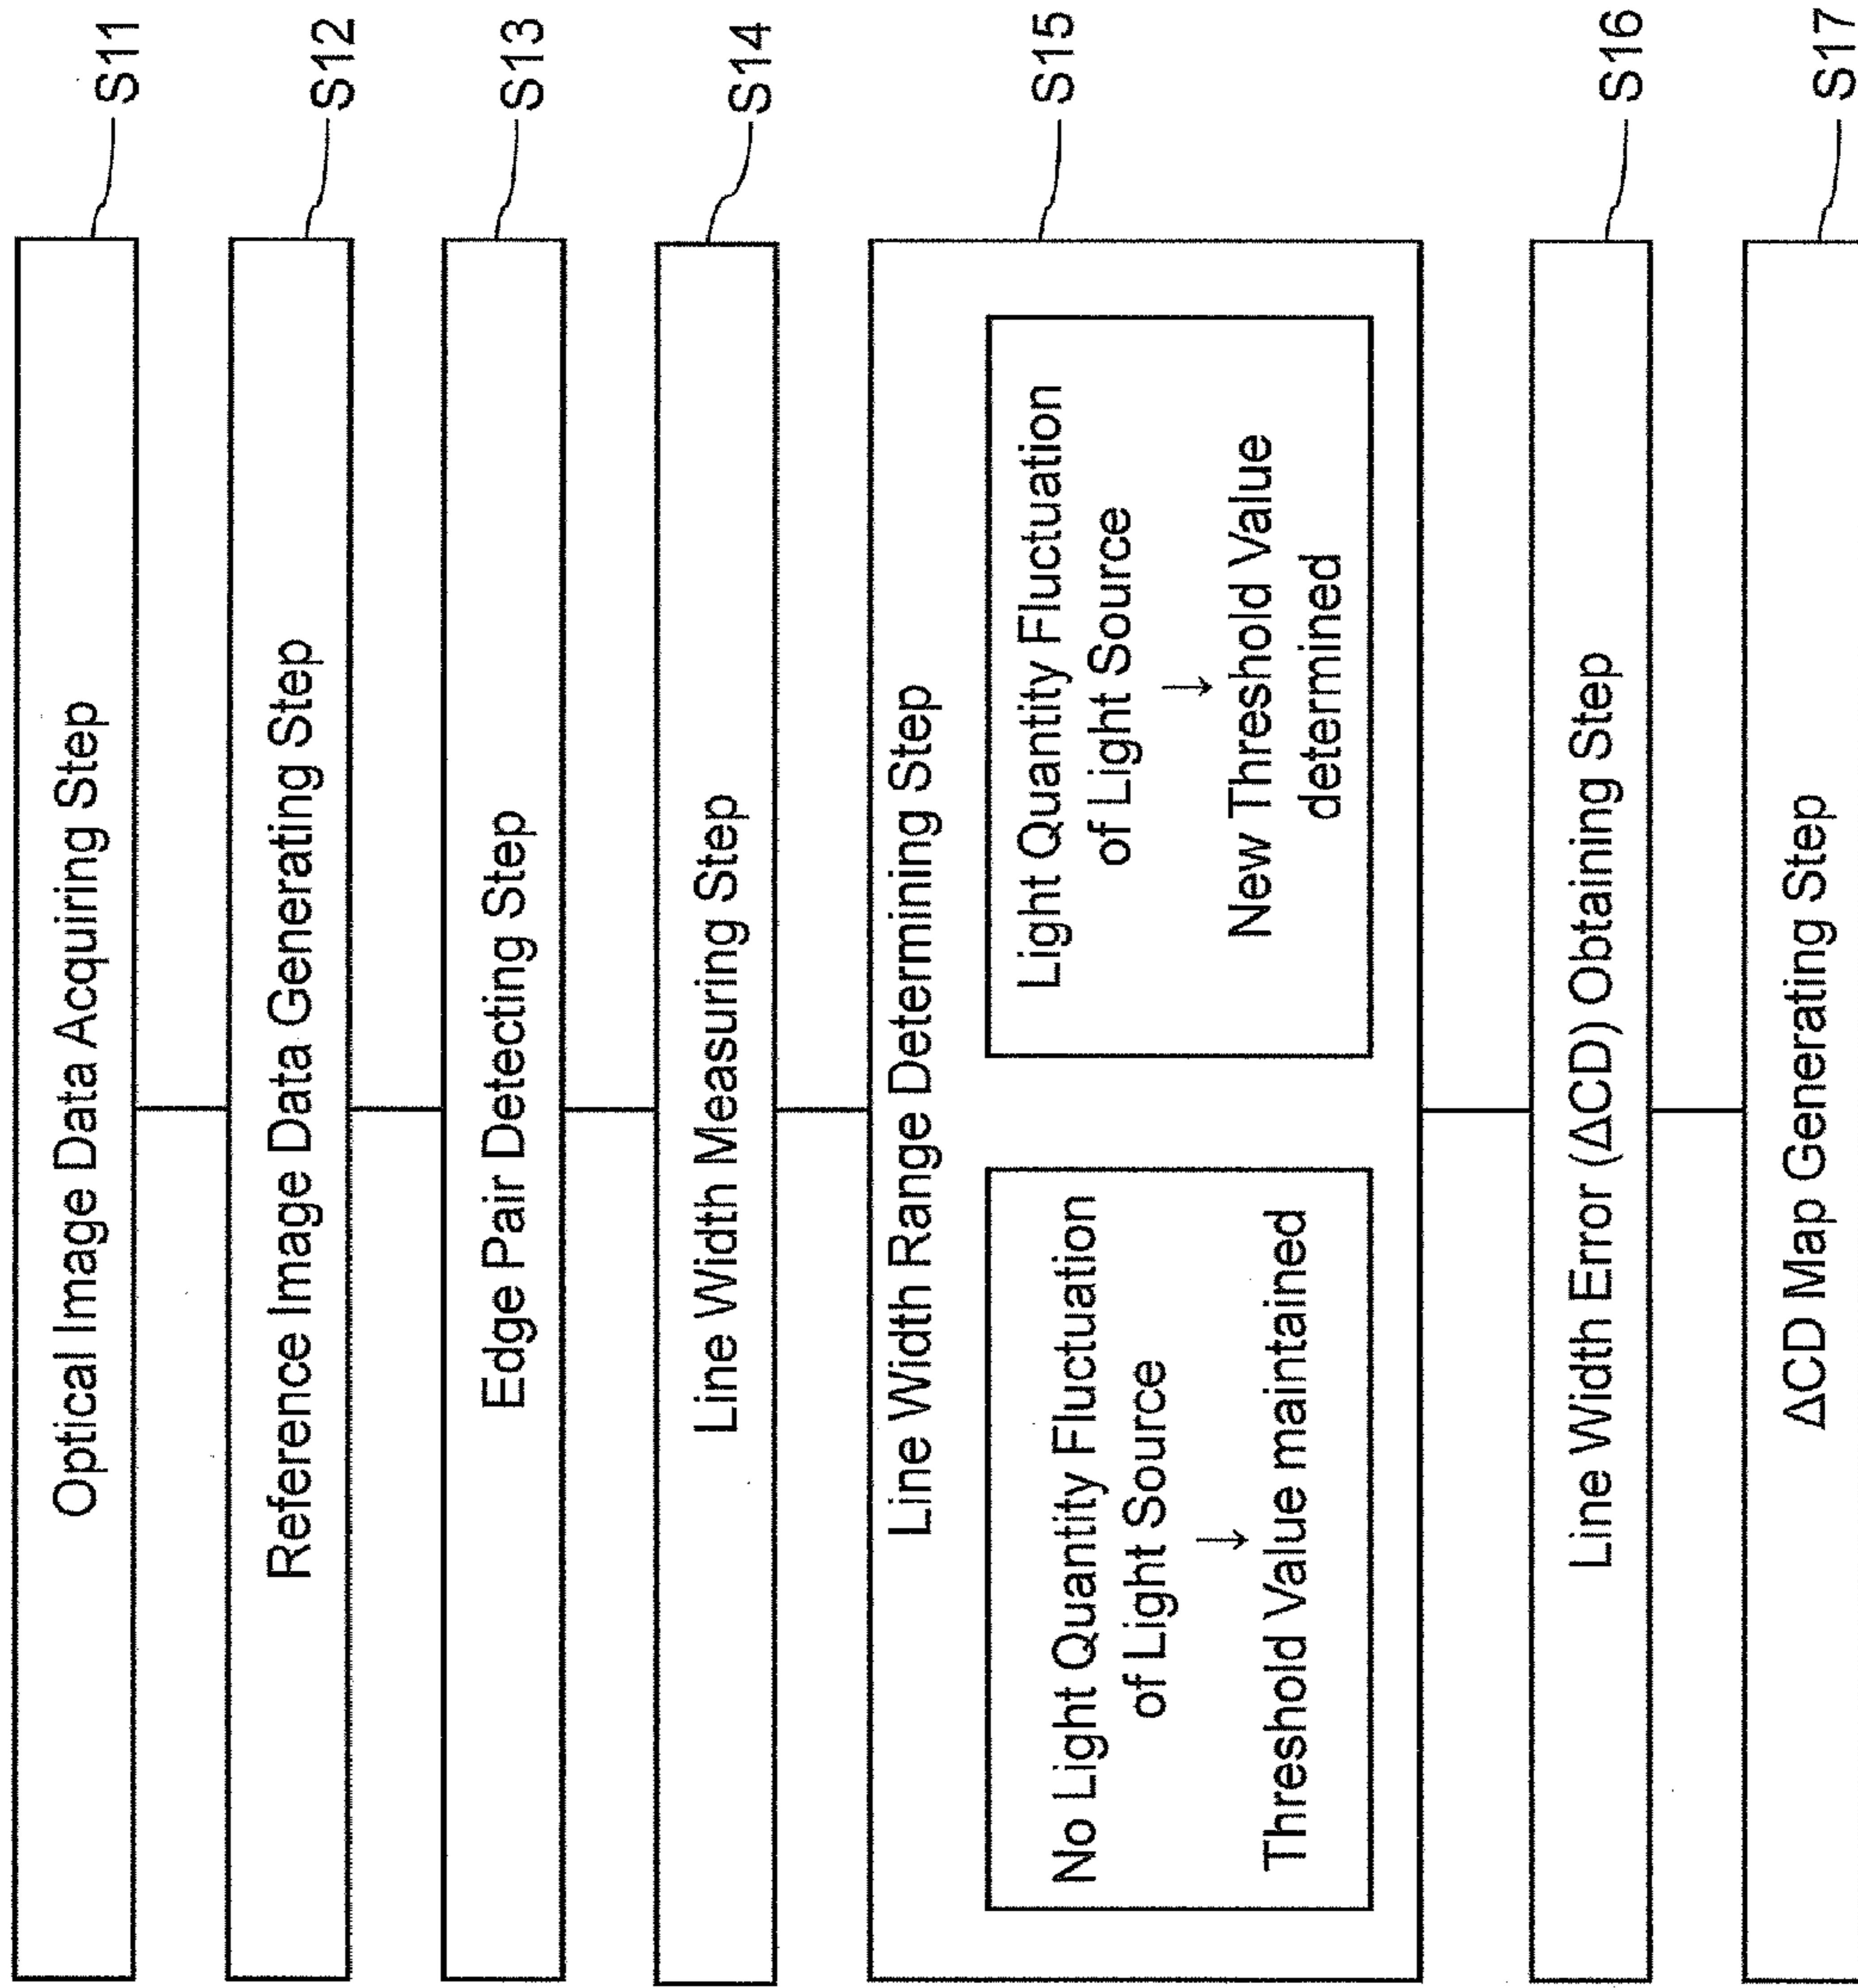 Optical Image Data Acquiring Step
S11
Reference Image Data Generating Step
S12
Edge Pair Detecting Step
S13
Line Width Measuring Step
S14
Line Width Range Determining Step
S15
No Light Quantity Fluctuation
of Light Source
↓
Threshold Value maintained
Light Quantity Fluctuation
of Light Source
↓
New Threshold Value
determined
Line Width Error (ΔCD) Obtaining Step
S16
ΔCD Map Generating Step
S17